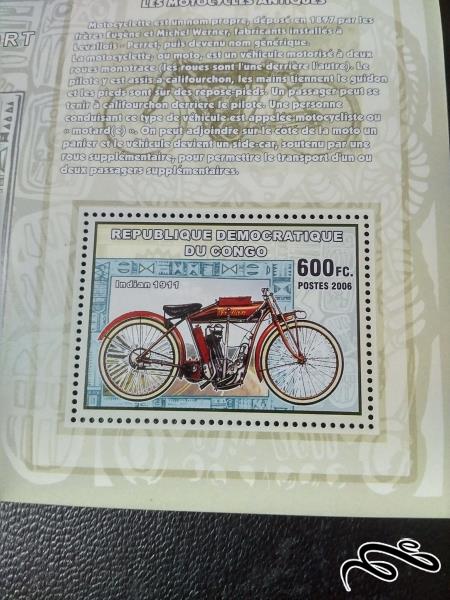 LES MOTOCYCLES ANTIQUES
Motocyclette est un nom propre, déposé en 1897 par les
frères Eugène et Michel Werner, fabricants installés à
Levallois - Perret, puis devenu nom générique.
La motocyclette, ou moto, est un véhicule motorisé à deux
roues monotrace (les roues sont l'une derrière l'autre). Le
pilote y est assis à califourchon, les mains tiennent le guidon
et les pieds sont sur des repose-pieds. Un passager peut se
tenir à califourchon derrière le pilote. Une personne
conduisant ce type de véhicule est appelée motocycliste ou
« motard(e) ». On peut adjoindre sur le coté de la moto un
panier et le véhicule devient un side-car, soutenu par une
roue supplémentaire, pour permettre le transport d'un ou
deux passagers supplémentaires.
ORT
REPUBLIQUE DEMOCRATIQUE
DU CONGO
600FC.
Indian 1911
POSTES 2006
Indian